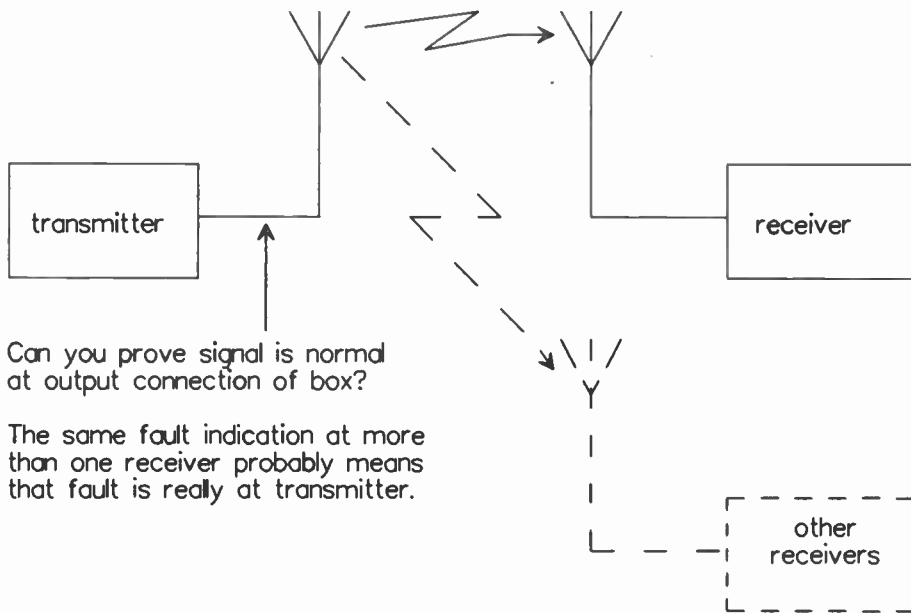 transmitter
receiver
Can you prove signal is normal
at output connection of box?
The same fault indication at more
than one receiver probably means
that fault is really at transmitter.
other
receivers